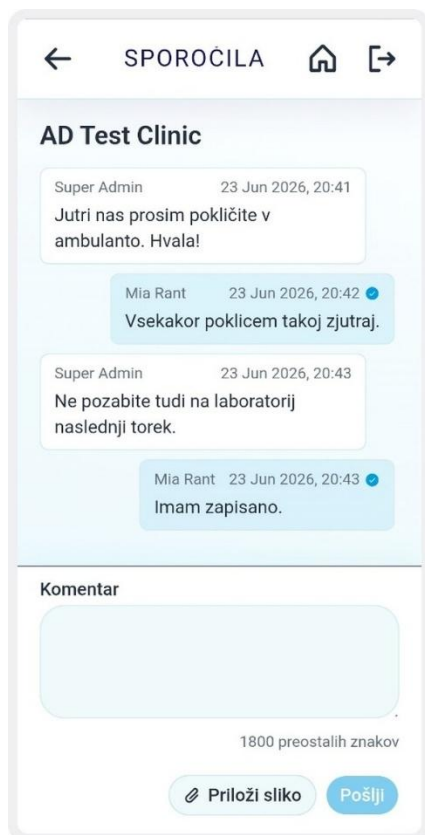 SPOROČILA
AD Test Clinic
Super Admin 23 Jun 2026, 20:41
Jutri nas prosim pokličite v
ambulanto. Hvala!
Mia Rant 23 Jun 2026, 20:42
Vsekakor poklicem takoj zjutraj.
Super Admin 23 Jun 2026, 20:43
Ne pozabite tudi na laboratorij
naslednji torek.
Mia Rant 23 Jun 2026, 20:43
Imam zapisano.
Komentar
1800 preostalih znakov
Priloži sliko
Pošlji